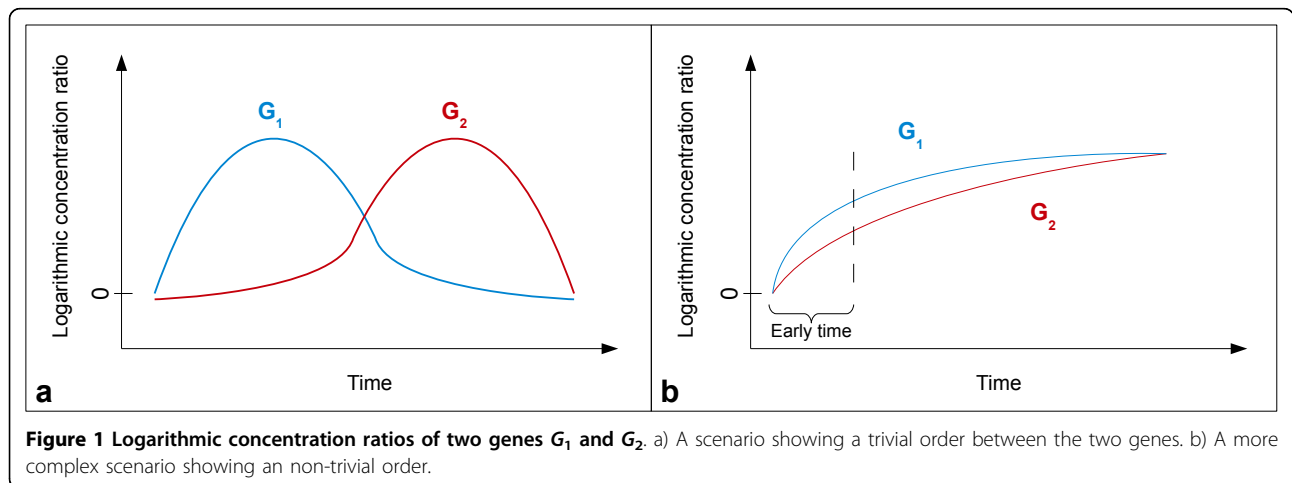 Logarithmic concentration ratio
0
G1
G2
Time
a
Logarithmic concentration ratio
0
G1
G2
Early time
Time
b
Figure 1 Logarithmic concentration ratios of two genes G1 and G2. a) A scenario showing a trivial order between the two genes. b) A more
complex scenario showing an non-trivial order.